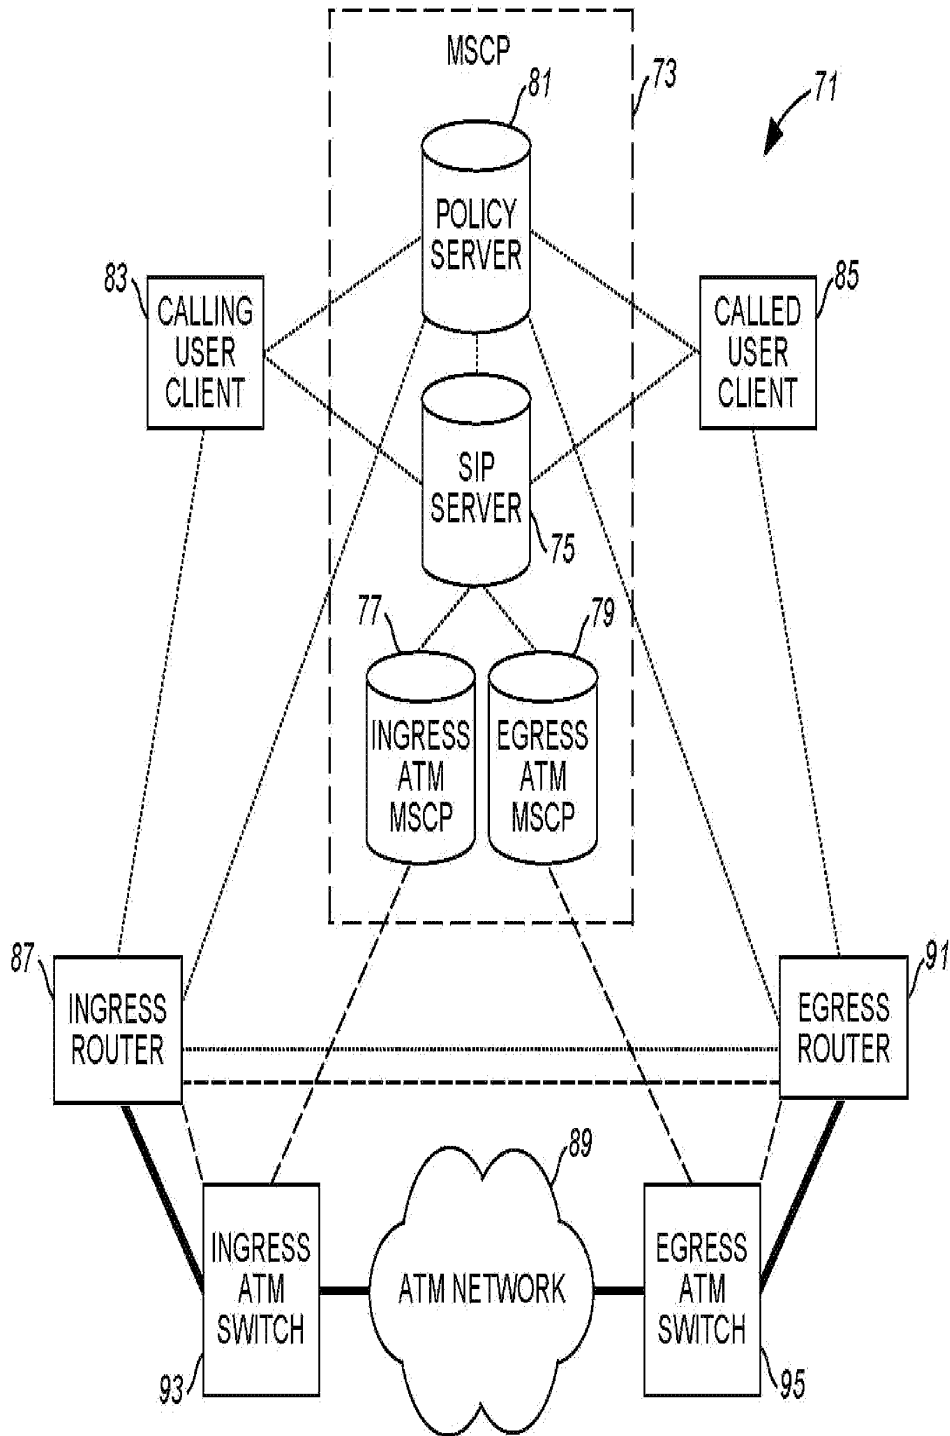 MSCP
73
71
81
POLICY
SERVER
83
CALLING
USER
CLIENT
85
CALLED
USER
CLIENT
SIP
SERVER
75
77
79
INGRESS
ATM
MSCP
EGRESS
ATM
MSCP
87
INGRESS
ROUTER
91
EGRESS
ROUTER
89
INGRESS
ATM
SWITCH
93
ATM NETWORK
EGRESS
ATM
SWITCH
95